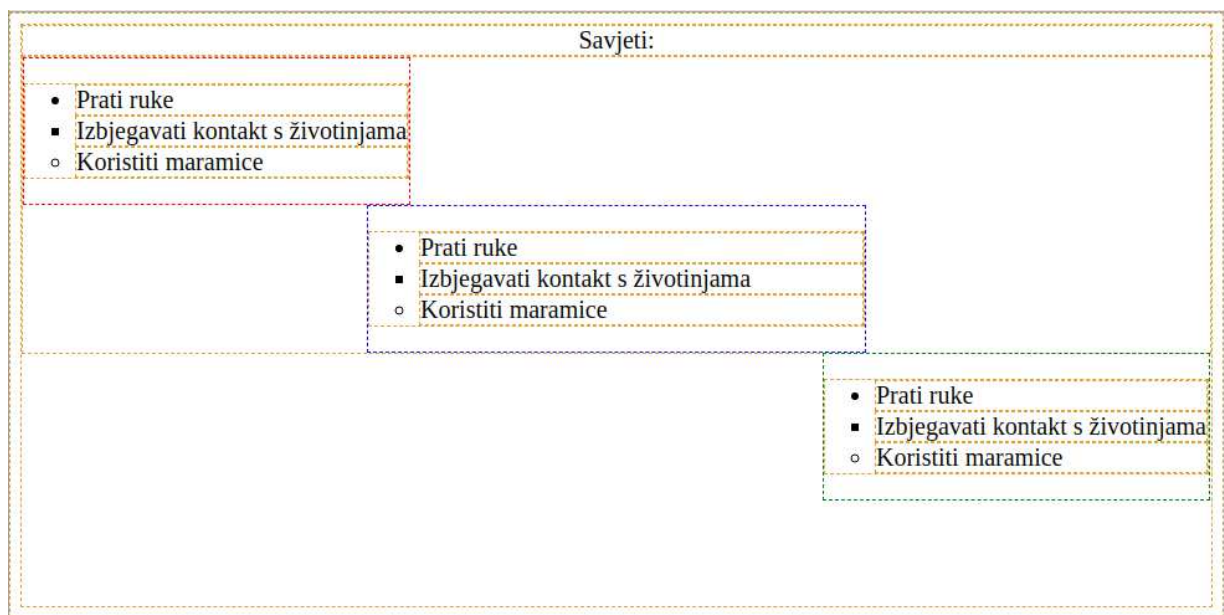 Savjeti:
• Prati ruke
▪ Izbjegavati kontakt s životinjama
○ Koristiti maramice
• Prati ruke
▪ Izbjegavati kontakt s životinjama
○ Koristiti maramice
• Prati ruke
▪ Izbjegavati kontakt s životinjama
○ Koristiti maramice